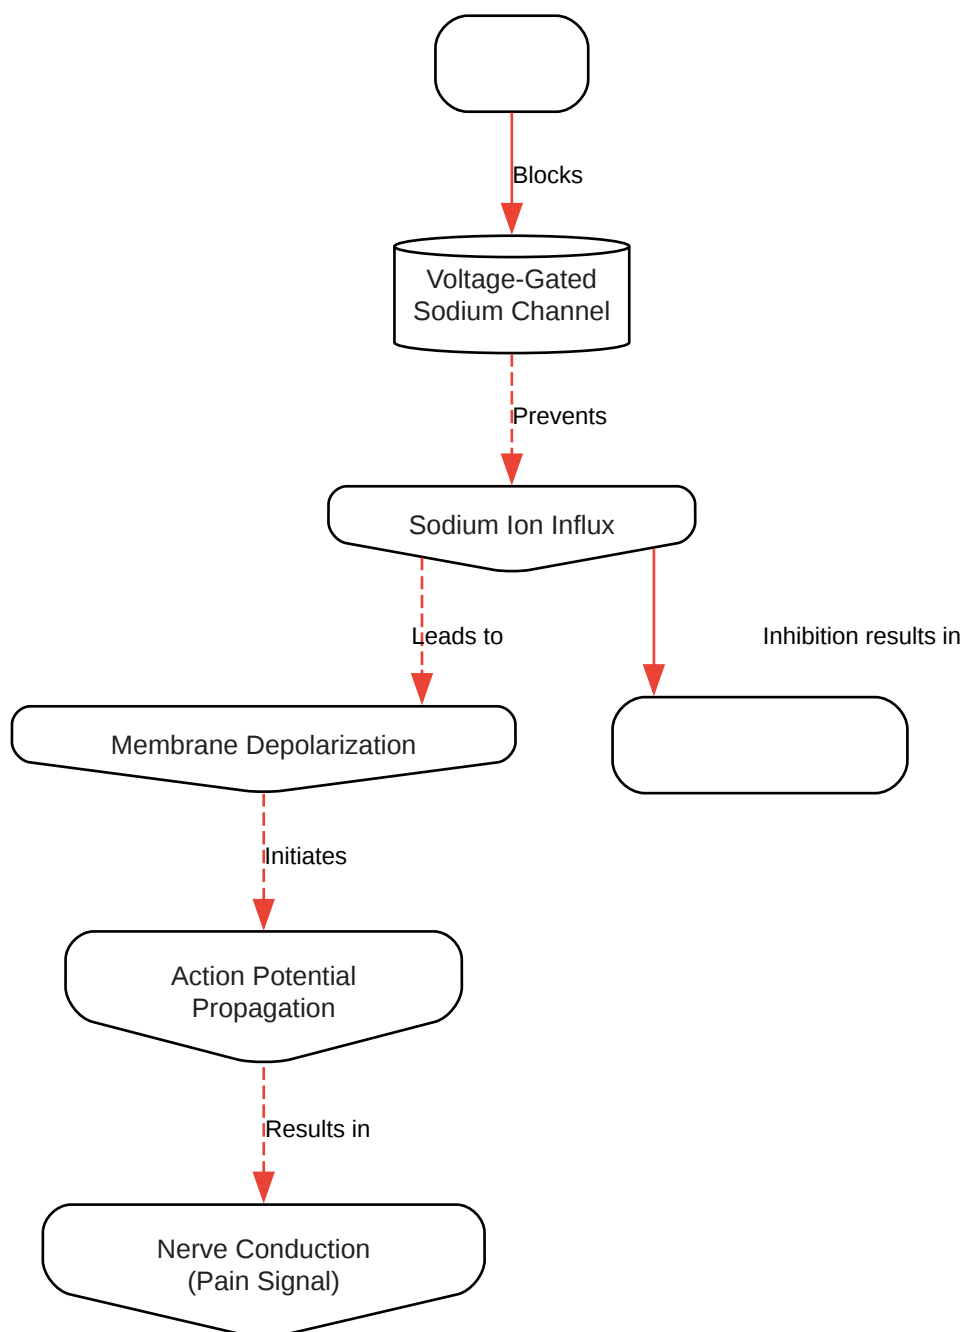 Blocks
Voltage-Gated
Sodium Channel
Prevents
Sodium Ion Influx
Leads to
Inhibition results in
Membrane Depolarization
Initiates
Action Potential
Propagation
Results in
Nerve Conduction
(Pain Signal)